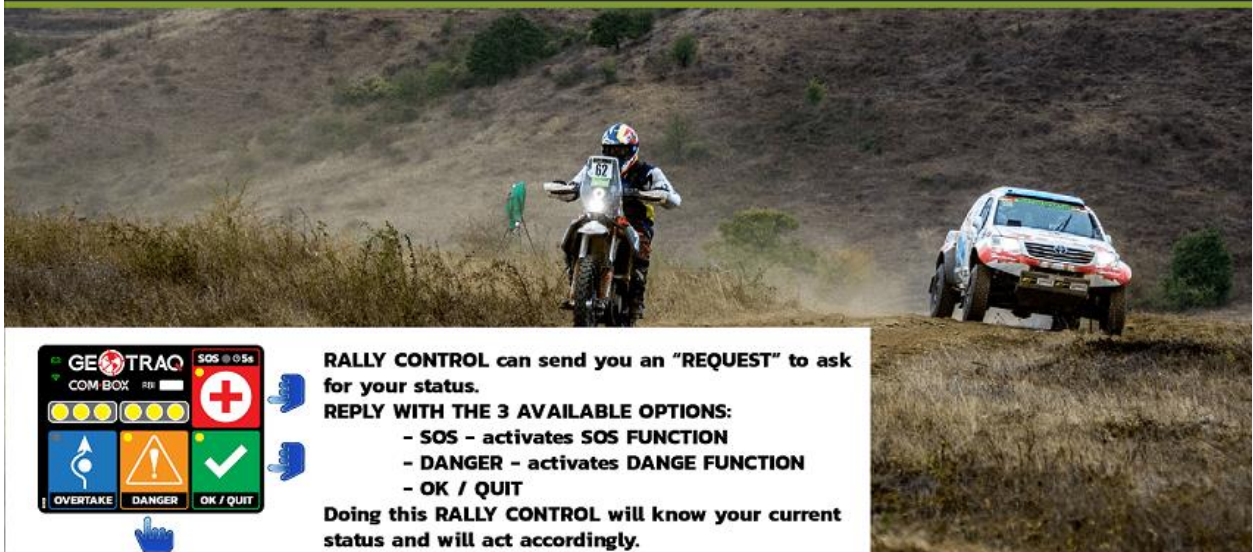 62
GEOTRAQ
SOS 5s
COM-BOX RBI
OVERTAKE DANGER OK / QUIT
RALLY CONTROL can send you an “REQUEST” to ask
for your status.
REPLY WITH THE 3 AVAILABLE OPTIONS:
- SOS - activates SOS FUNCTION
- DANGER - activates DANGE FUNCTION
- OK / QUIT
Doing this RALLY CONTROL will know your current
status and will act accordingly.